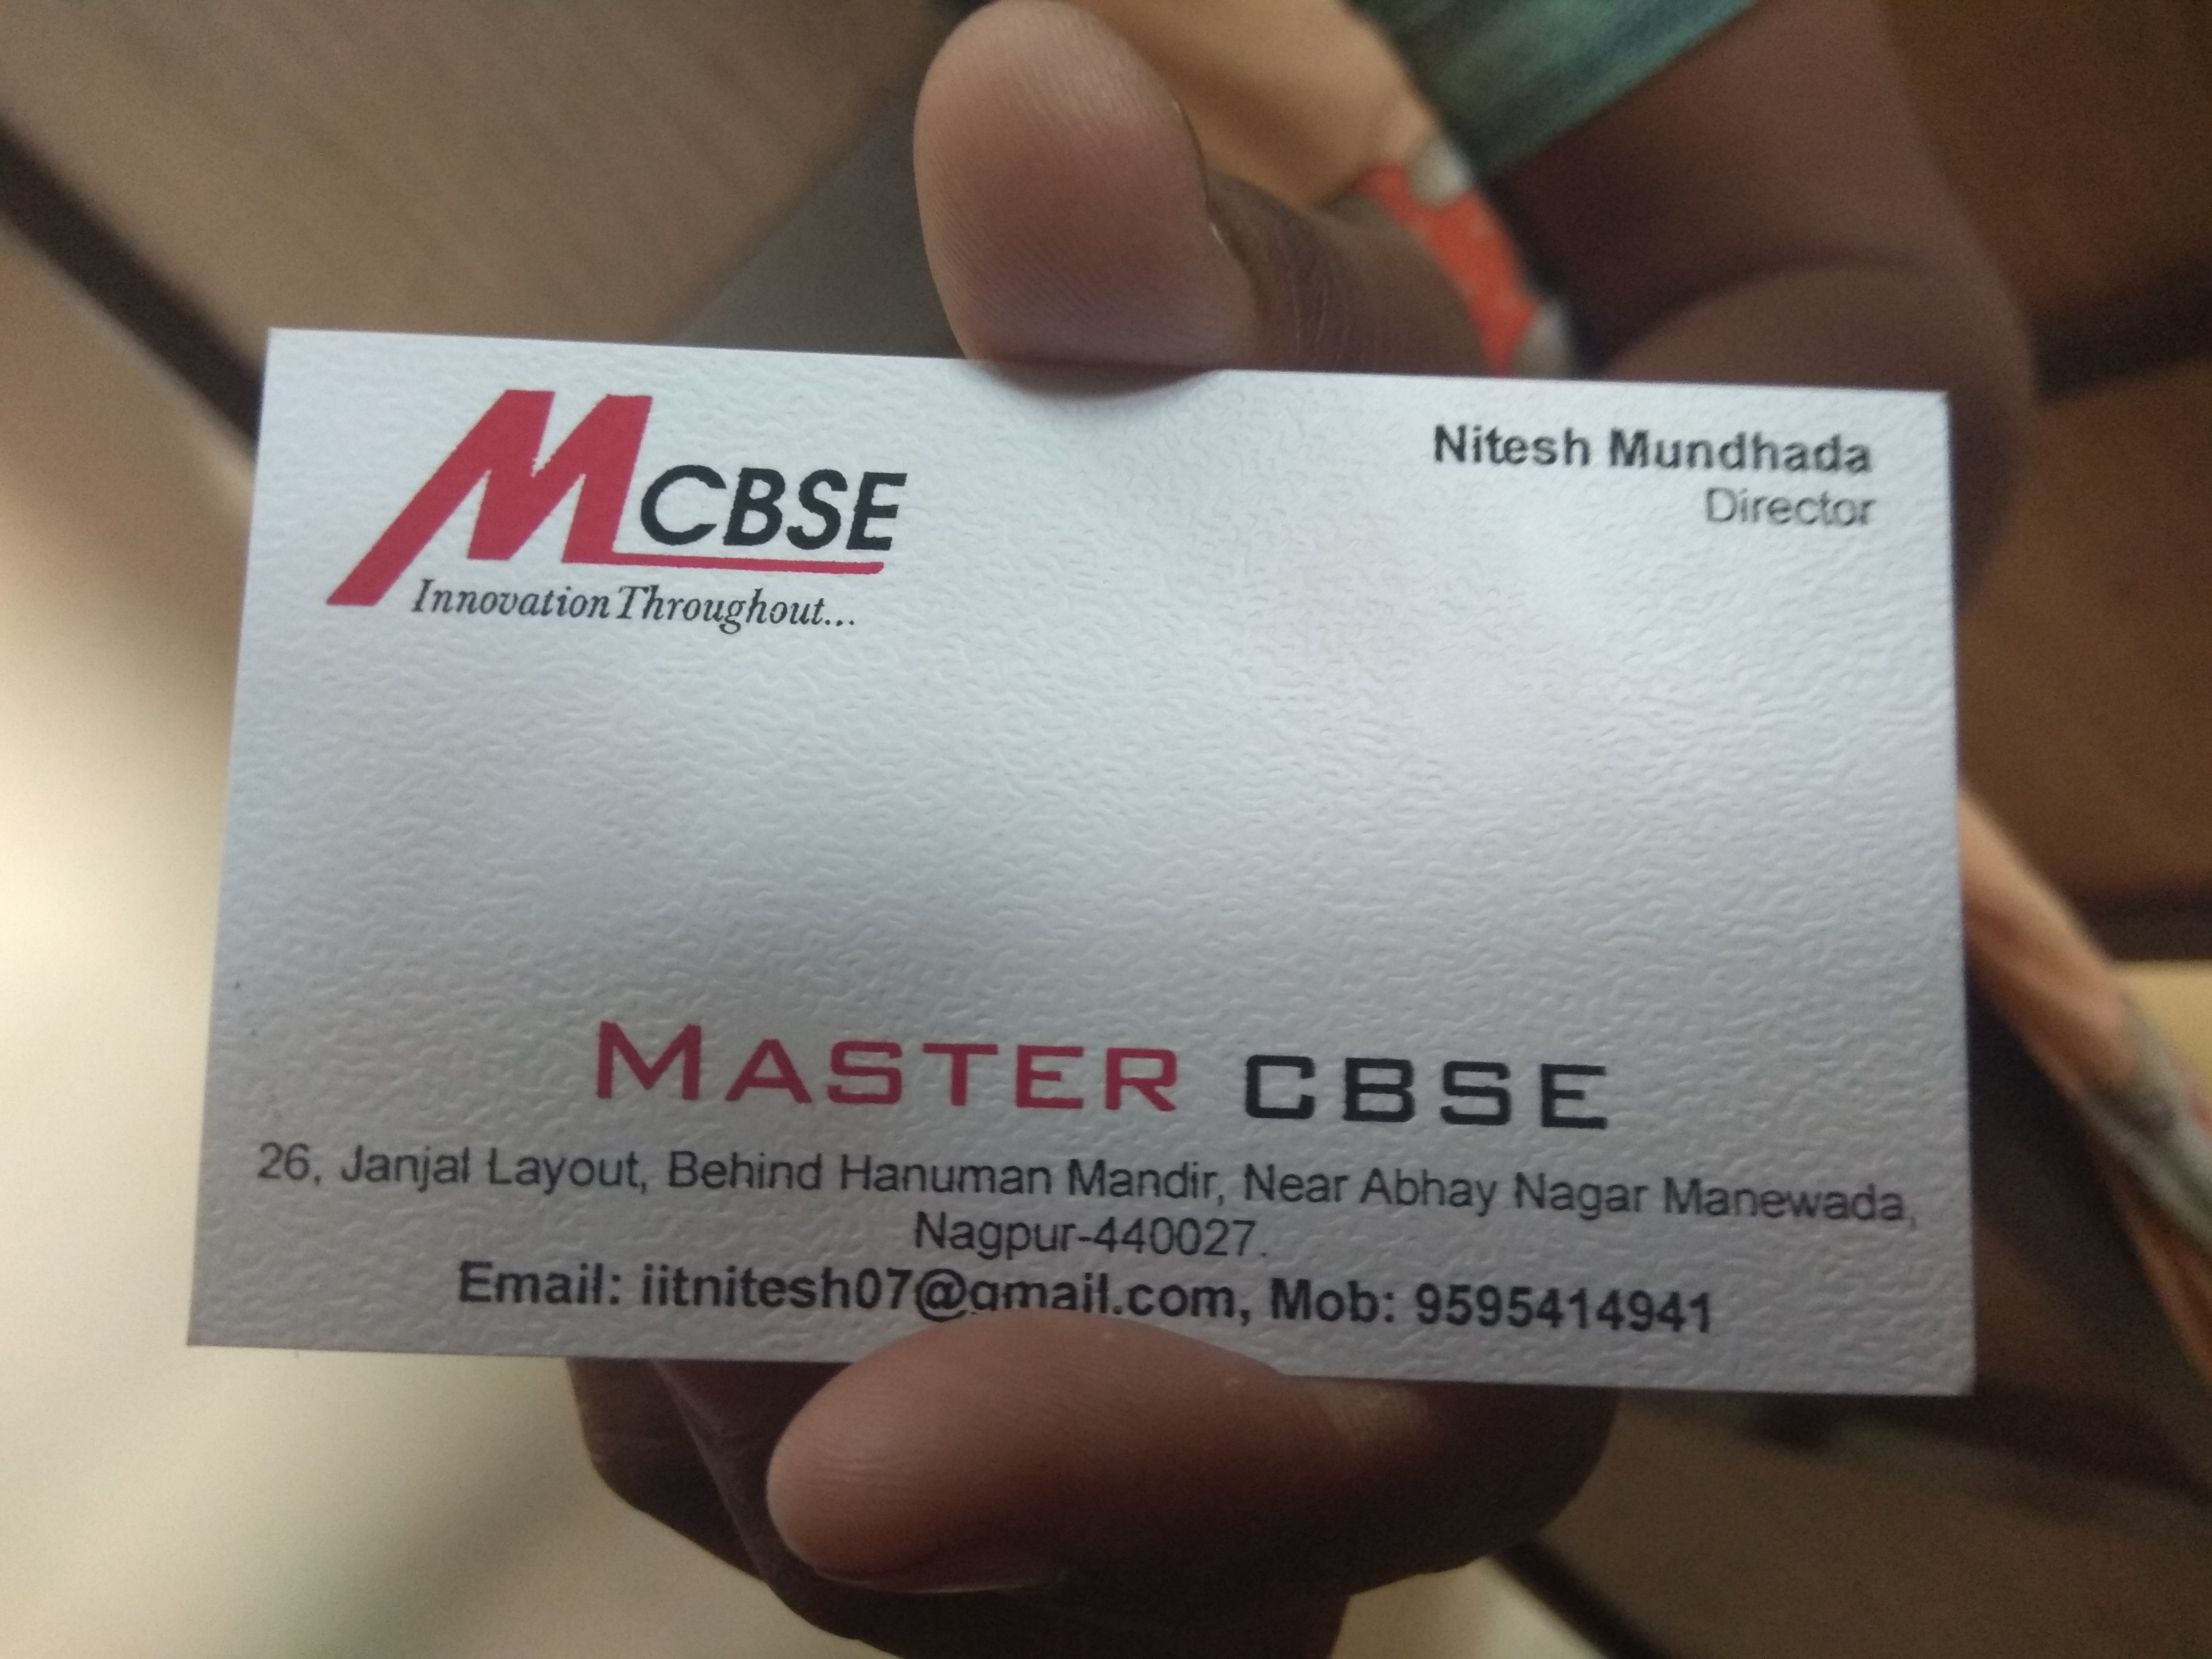 MCBSE
Innovation Throughout...
Nitesh Mundhada
Director
MASTER CBSE
26, Janjal Layout, Behind Hanuman Mandir, Near Abhay Nagar Manewada,
Nagpur-440027.
Email: iitnitesh07@gmail.com, Mob: 9595414941